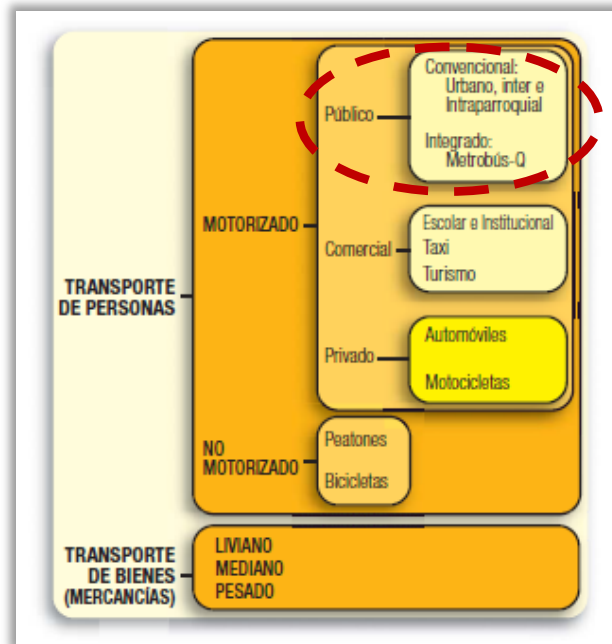 TRANSPORTE
DE PERSONAS
MOTORIZADO
Público
Convencional:
Urbano, inter e
Intraparroquial
Integrado:
Metrobús-Q
Comercial
Escolar e Institucional
Taxi
Turismo
Privado
Automóviles
Motocicletas
NO
MOTORIZADO
Peatones
Bicicletas
TRANSPORTE
DE BIENES
(MERCANCÍAS)
LIVIANO
MEDIANO
PESADO